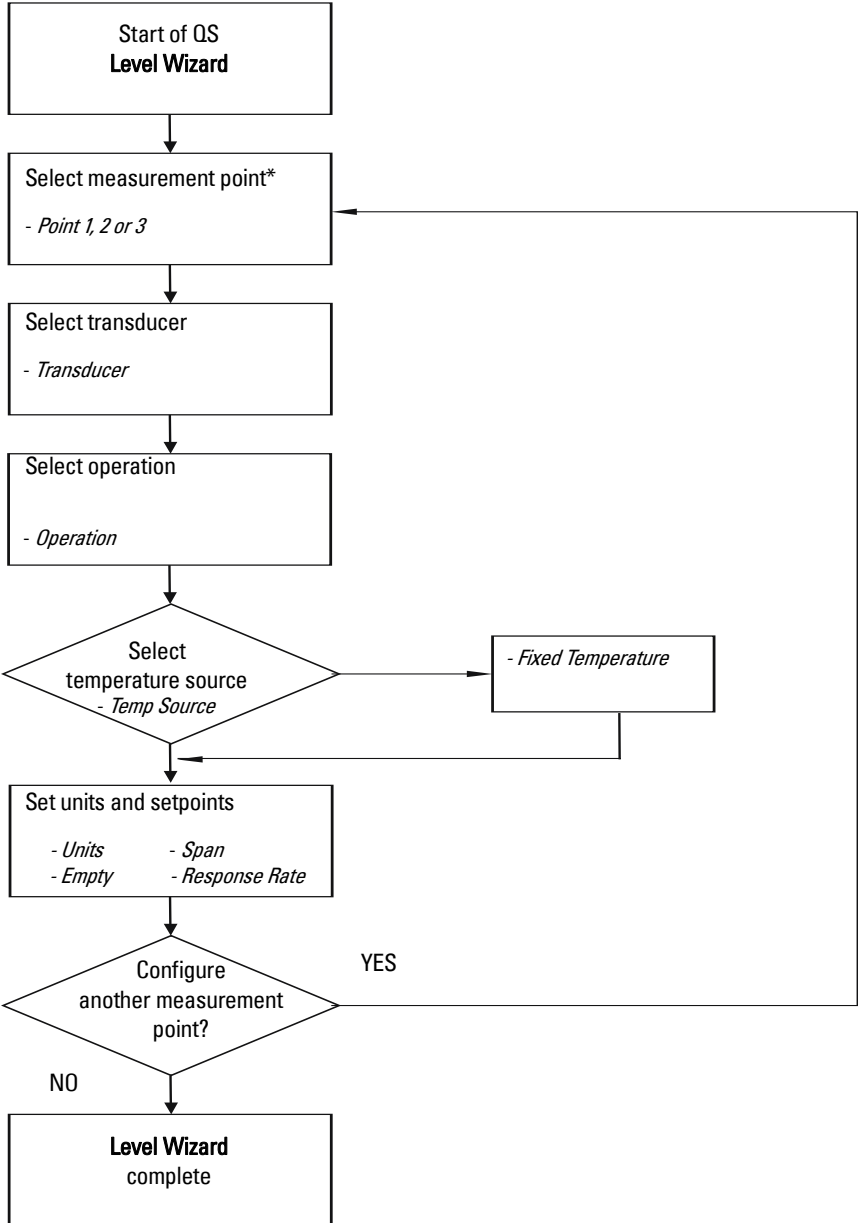 Start of QS
Level Wizard
Select measurement point*
- Point 1, 2 or 3
Select transducer
- Transducer
Select operation
- Operation
Select
temperature source
- Temp Source
- Fixed Temperature
Set units and setpoints
- Units - Span
- Empty - Response Rate
Configure
another measurement
point?
YES
NO
Level Wizard
complete